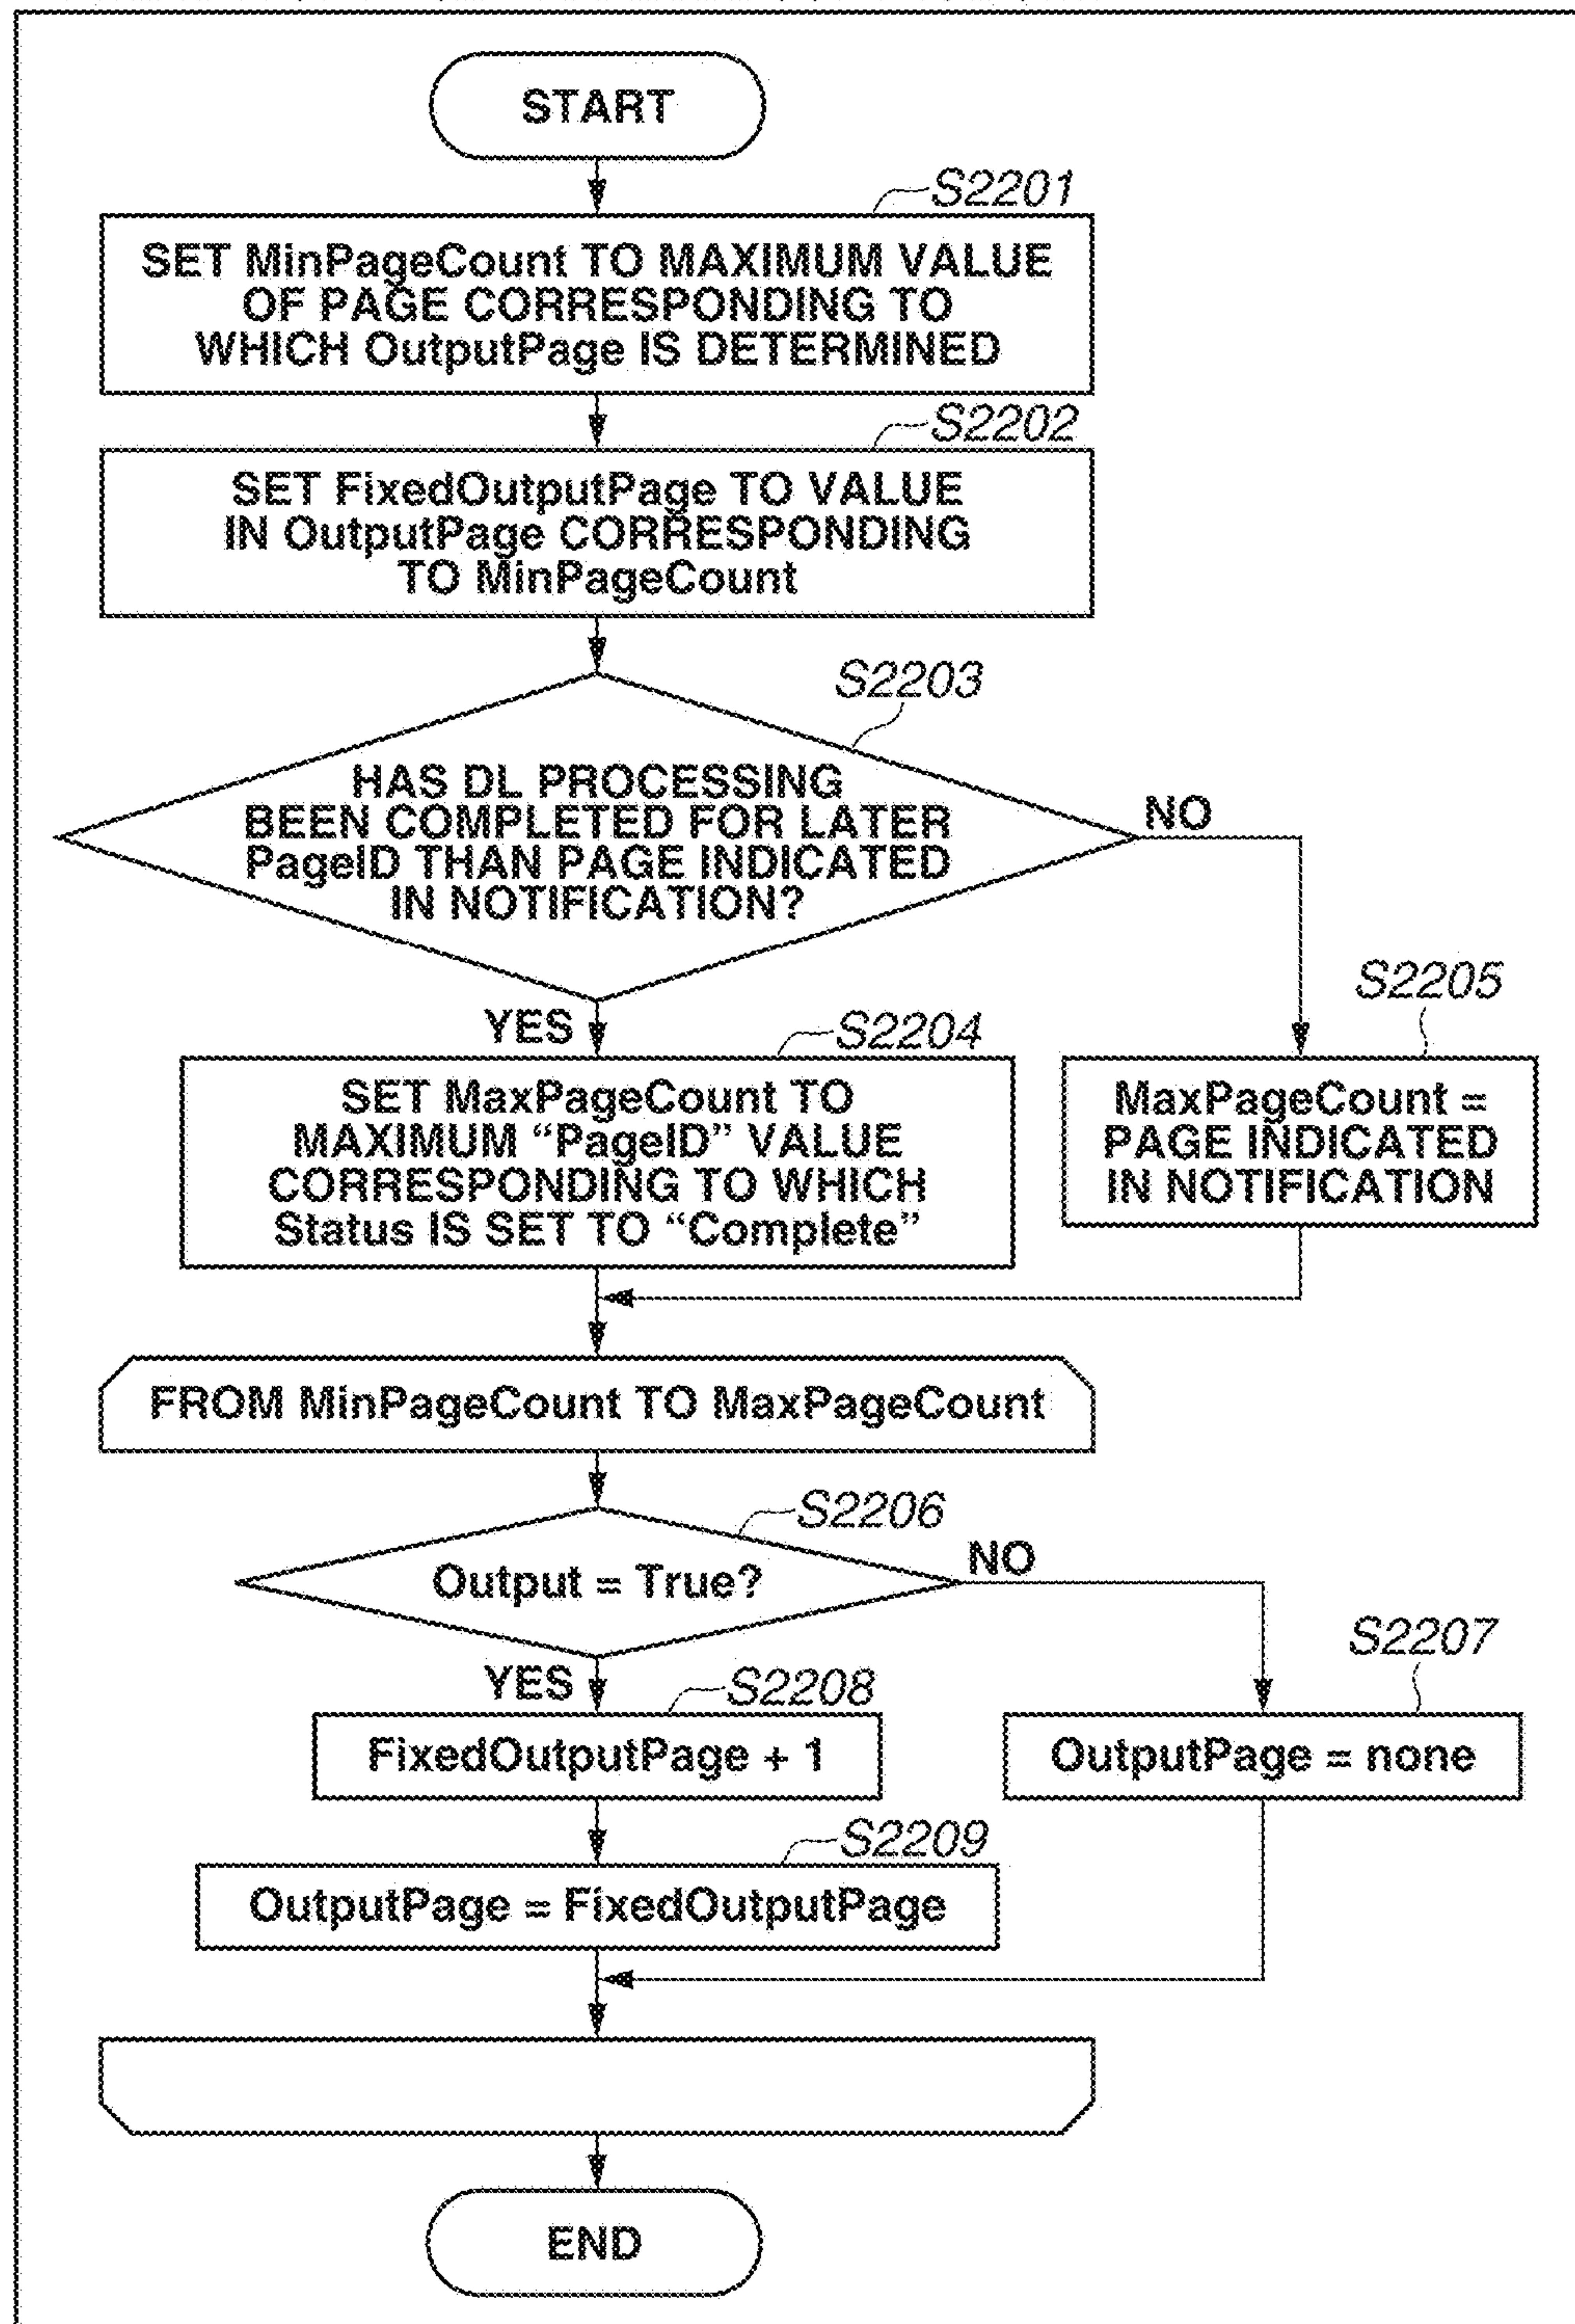 START
S2201
SET MinPageCount TO MAXIMUM VALUE
OF PAGE CORRESPONDING TO
WHICH OutputPage IS DETERMINED
S2202
SET FixedOutputPage TO VALUE
IN OutputPage CORRESPONDING
TO MinPageCount
S2203
HAS DL PROCESSING
BEEN COMPLETED FOR LATER
PageID THAN PAGE INDICATED
IN NOTIFICATION?
NO
YES
S2204
SET MaxPageCount TO
MAXIMUM “PageID” VALUE
CORRESPONDING TO WHICH
Status IS SET TO “Complete”
S2205
MaxPageCount =
PAGE INDICATED
IN NOTIFICATION
FROM MinPageCount TO MaxPageCount
S2206
Output = True?
NO
YES
S2207
OutputPage = none
S2208
FixedOutputPage + 1
S2209
OutputPage = FixedOutputPage
END